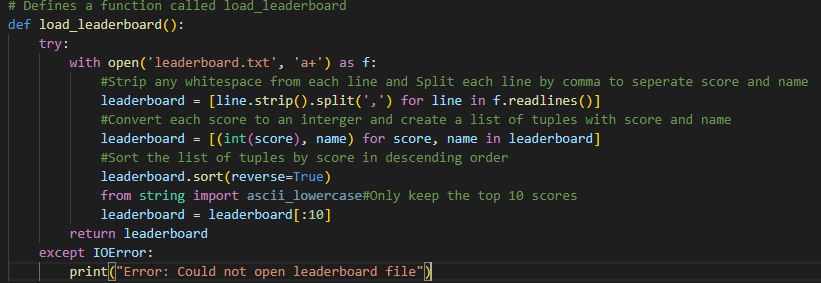 # Defines a function called load_leaderboard
def load_leaderboard():
    try:
        with open('leaderboard.txt', 'a+') as f:
            #Strip any whitespace from each line and Split each line by comma to seperate score and name
            leaderboard = [line.strip().split(',') for line in f.readlines()]
            #Convert each score to an interger and create a list of tuples with score and name
            leaderboard = [(int(score), name) for score, name in leaderboard]
            #Sort the list of tuples by score in descending order
            leaderboard.sort(reverse=True)
            from string import ascii_lowercase#Only keep the top 10 scores
            leaderboard = leaderboard[:10]
        return leaderboard
    except IOError:
        print("Error: Could not open leaderboard file")